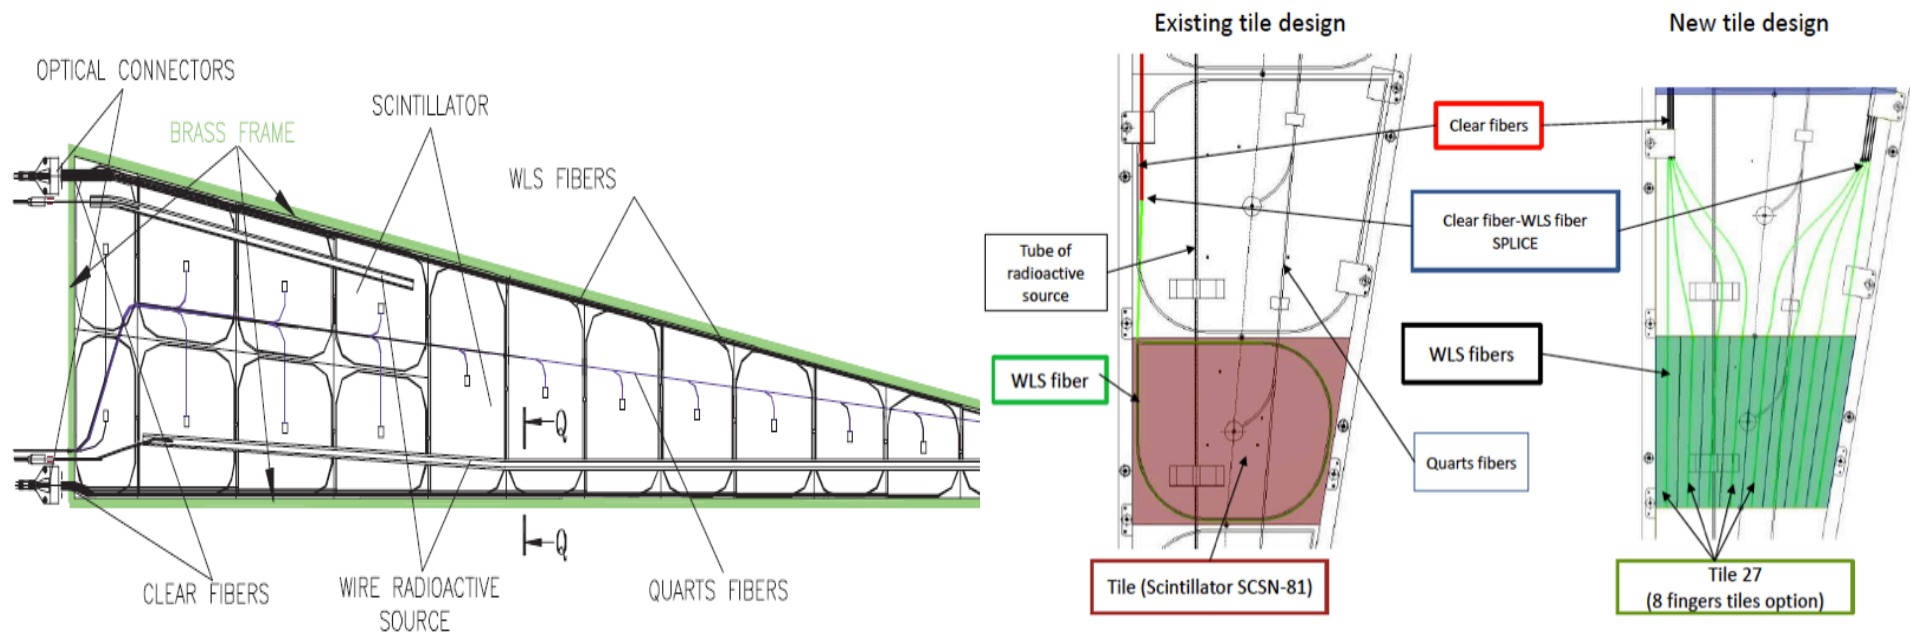 OPTICAL CONNECTORS
SCINTILLATOR
BRASS FRAME
WLS FIBERS
Q
Q
CLEAR FIBERS
WIRE RADIOACTIVE
SOURCE
QUARTS FIBERS
Existing tile design
New tile design
Clear fibers
Clear fiber-WLS fiber
SPLICE
Tube of
radioactive
source
WLS fiber
WLS fibers
Quarts fibers
Tile (Scintillator SCSN-81)
Tile 27
(8 fingers tiles option)